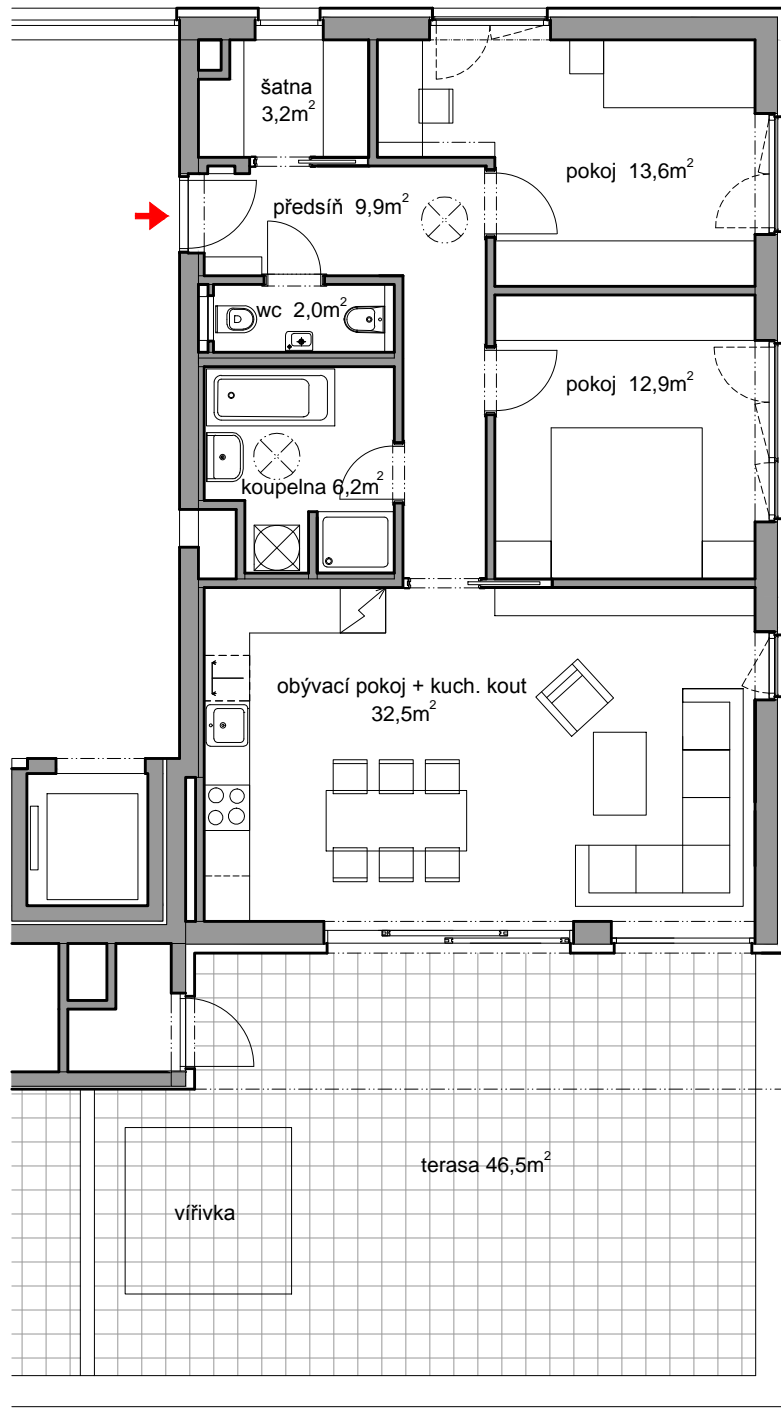 šatna
3,2m²
pokoj 13,6m²
předsíň 9,9m²
wc 2,0m²
pokoj 12,9m²
koupelna 6,2m²
obývací pokoj + kuch. kout
32,5m²
terasa 46,5m²
vířivka